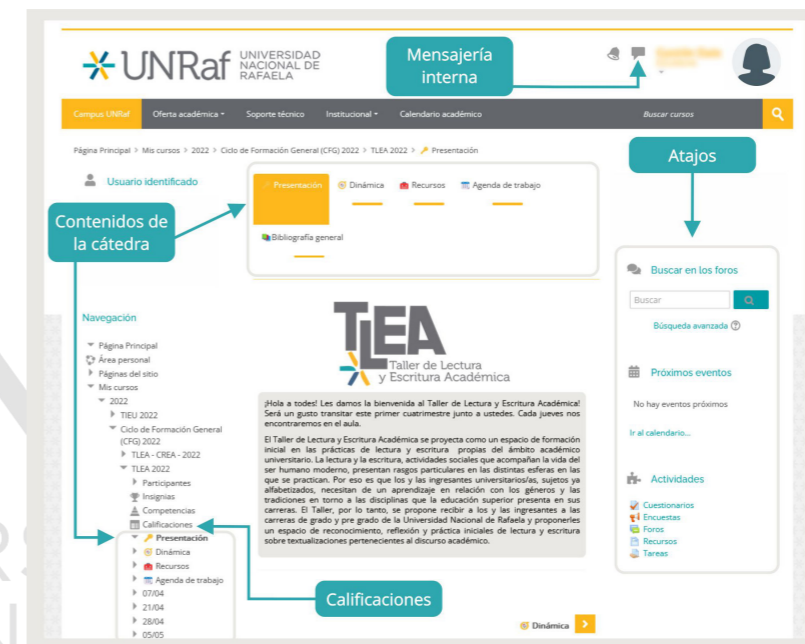 UNRaf
UNIVERSIDAD
NACIONAL DE
RAFAELA
Mensajería
interna
Campus UNRaf
Oferta académica
Soporte técnico
Institucional
Calendario académico
Buscar cursos
Página Principal > Mis cursos > 2022 > Ciclo de Formación General (CFG) 2022 > TLEA 2022 > Presentación
Atajos
Usuario identificado
Presentación
Dinámica
Recursos
Agenda de trabajo
Bibliografía general
Contenidos de
la cátedra
Buscar en los foros
Buscar
Búsqueda avanzada
Próximos eventos
No hay eventos próximos
Ir al calendario...
Actividades
Cuestionarios
Encuestas
Foros
Recursos
Tareas
Navegación
Página Principal
Área personal
Páginas del sitio
Mis cursos
2022
TIEU 2022
Ciclo de Formación General
(CFG) 2022
TLEA - CREA - 2022
TLEA 2022
Participantes
Insignias
Competencias
Calificaciones
Presentación
Dinámica
Recursos
Agenda de trabajo
07/04
21/04
28/04
05/05
TLEA
Taller de Lectura
y Escritura Académica
¡Hola a todes! Les damos la bienvenida al Taller de Lectura y Escritura Académica!
Será un gusto transitar este primer cuatrimestre junto a ustedes. Cada jueves nos
encontraremos en el aula.
El Taller de Lectura y Escritura Académica se proyecta como un espacio de formación
inicial en las prácticas de lectura y escritura propias del ámbito académico
universitario. La lectura y la escritura, actividades sociales que acompañan la vida del
ser humano moderno, presentan rasgos particulares en las distintas esferas en las
que se practican. Por eso es que los y las ingresantes universitarios/as, sujetos ya
alfabetizados, necesitan de un aprendizaje en relación con los géneros y las
tradiciones en torno a las disciplinas que la educación superior presenta en sus
carreras. El Taller, por lo tanto, se propone recibir a los y las ingresantes a las
carreras de grado y pre grado de la Universidad Nacional de Rafaela y proponerles
un espacio de reconocimiento, reflexión y práctica iniciales de lectura y escritura
sobre textualizaciones pertenecientes al discurso académico.
Calificaciones
Dinámica